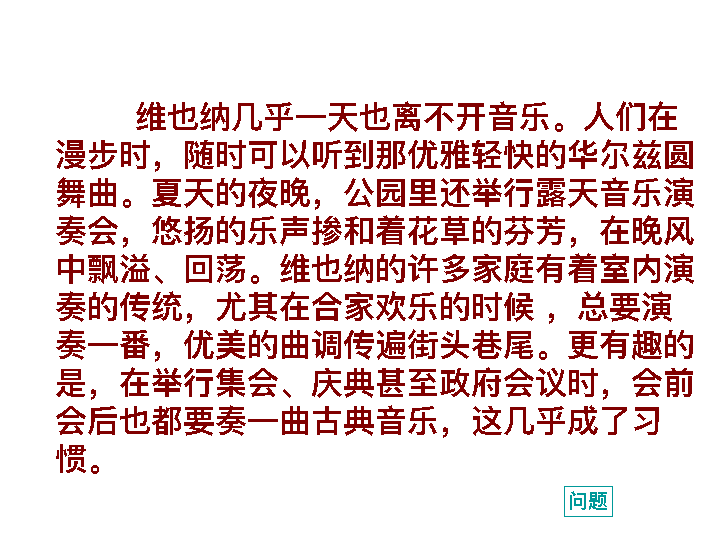 维也纳几乎一天也离不开音乐。人们在
漫步时，随时可以听到那优雅轻快的华尔兹圆
舞曲。夏天的夜晚，公园里还举行露天音乐演
奏会，悠扬的乐声掺和着花草的芬芳，在晚风
中飘溢、回荡。维也纳的许多家庭有着室内演
奏的传统，尤其在合家欢乐的时候 ，总要演
奏一番，优美的曲调传遍街头巷尾。更有趣的
是，在举行集会、庆典甚至政府会议时，会前
会后也都要奏一曲古典音乐，这几乎成了习
惯。
问题